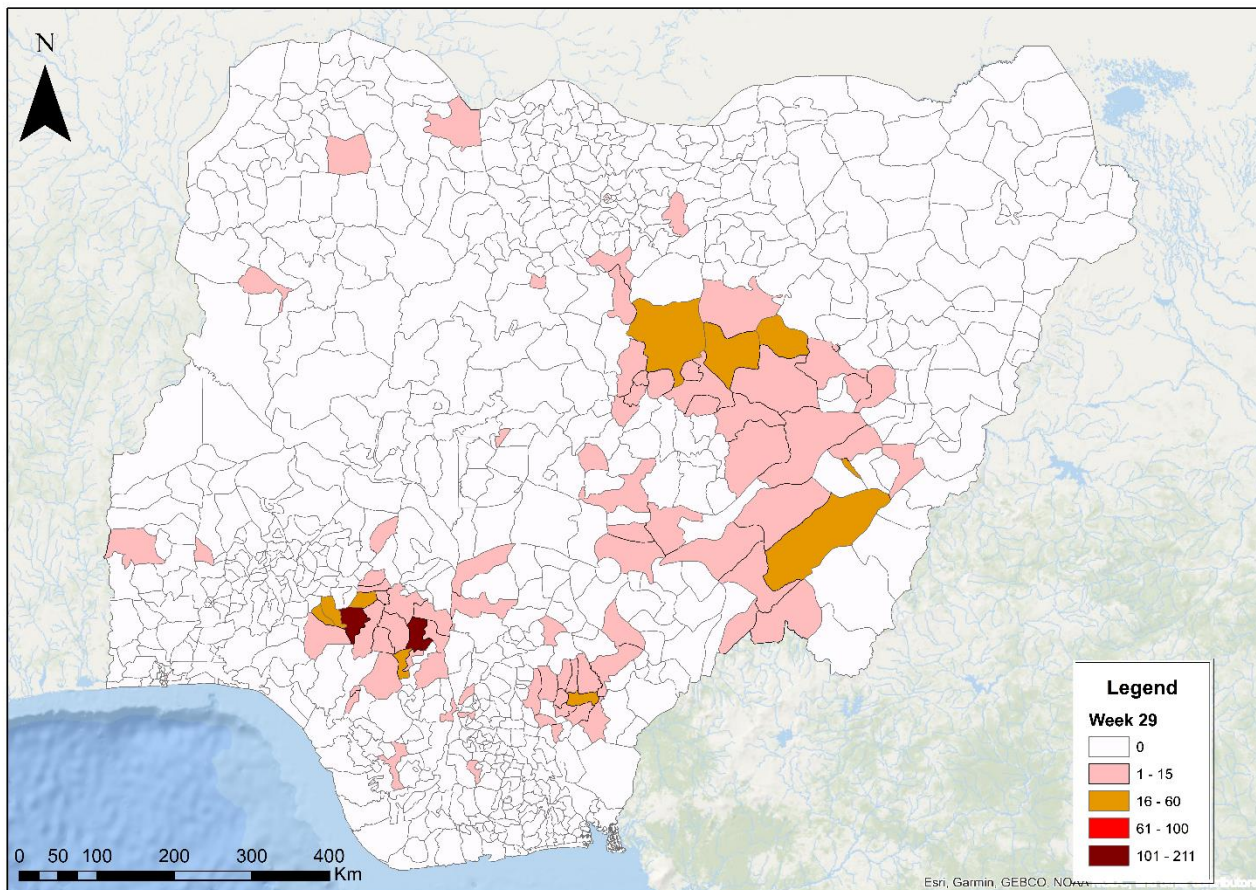 N
Legend
Week 29
0
1 - 15
16 - 60
61 - 100
101 - 211
0 50 100 200 300 400
Km
Esri, Garmin, GEBCO,